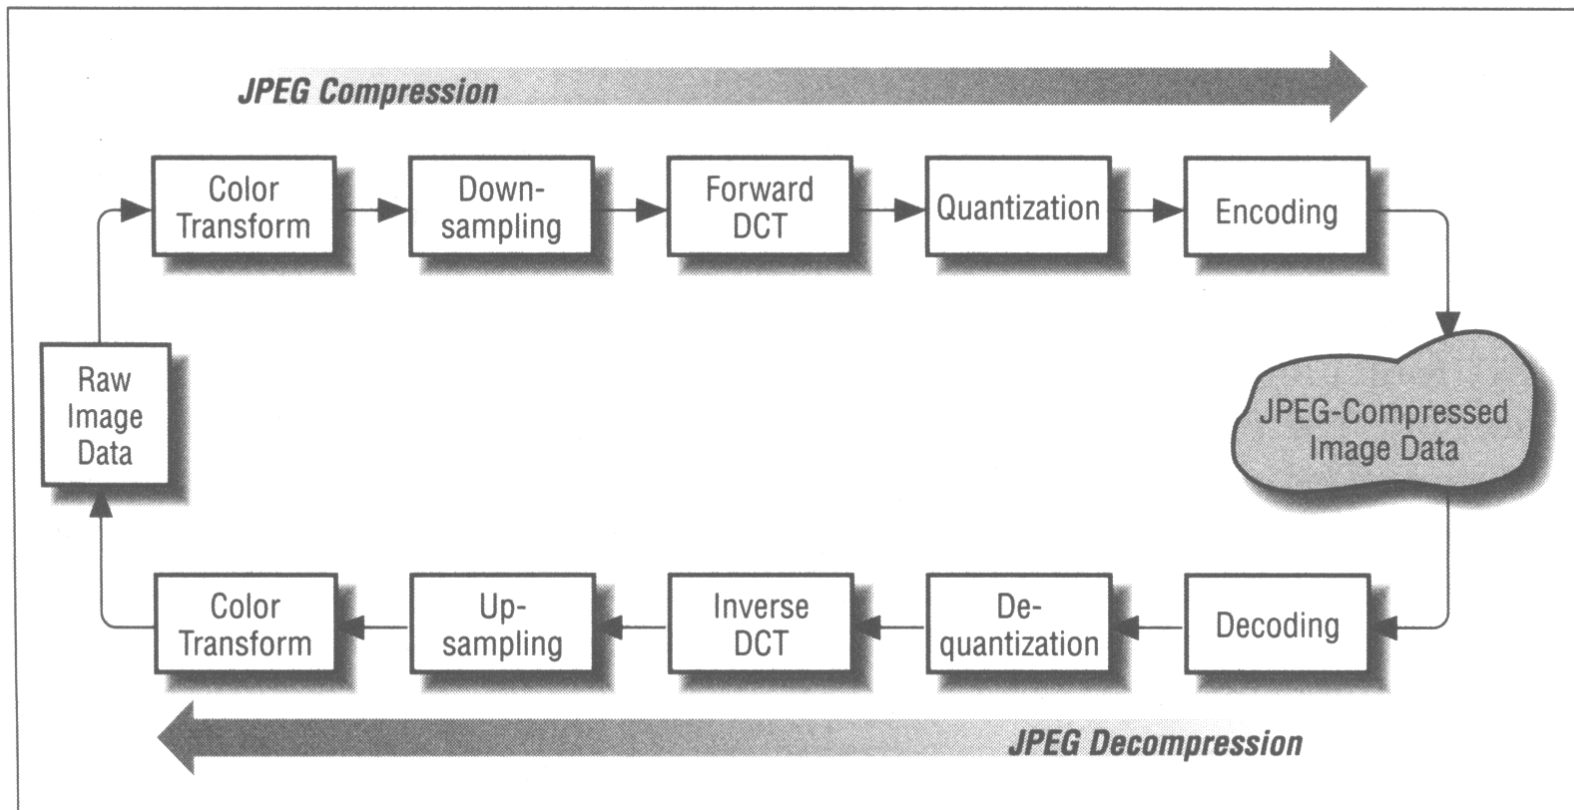 JPEG Compression
Color
Transform
Down-
sampling
Forward
DCT
Quantization
Encoding
Raw
Image
Data
JPEG-Compressed
Image Data
Color
Transform
Up-
sampling
Inverse
DCT
De-
quantization
Decoding
JPEG Decompression